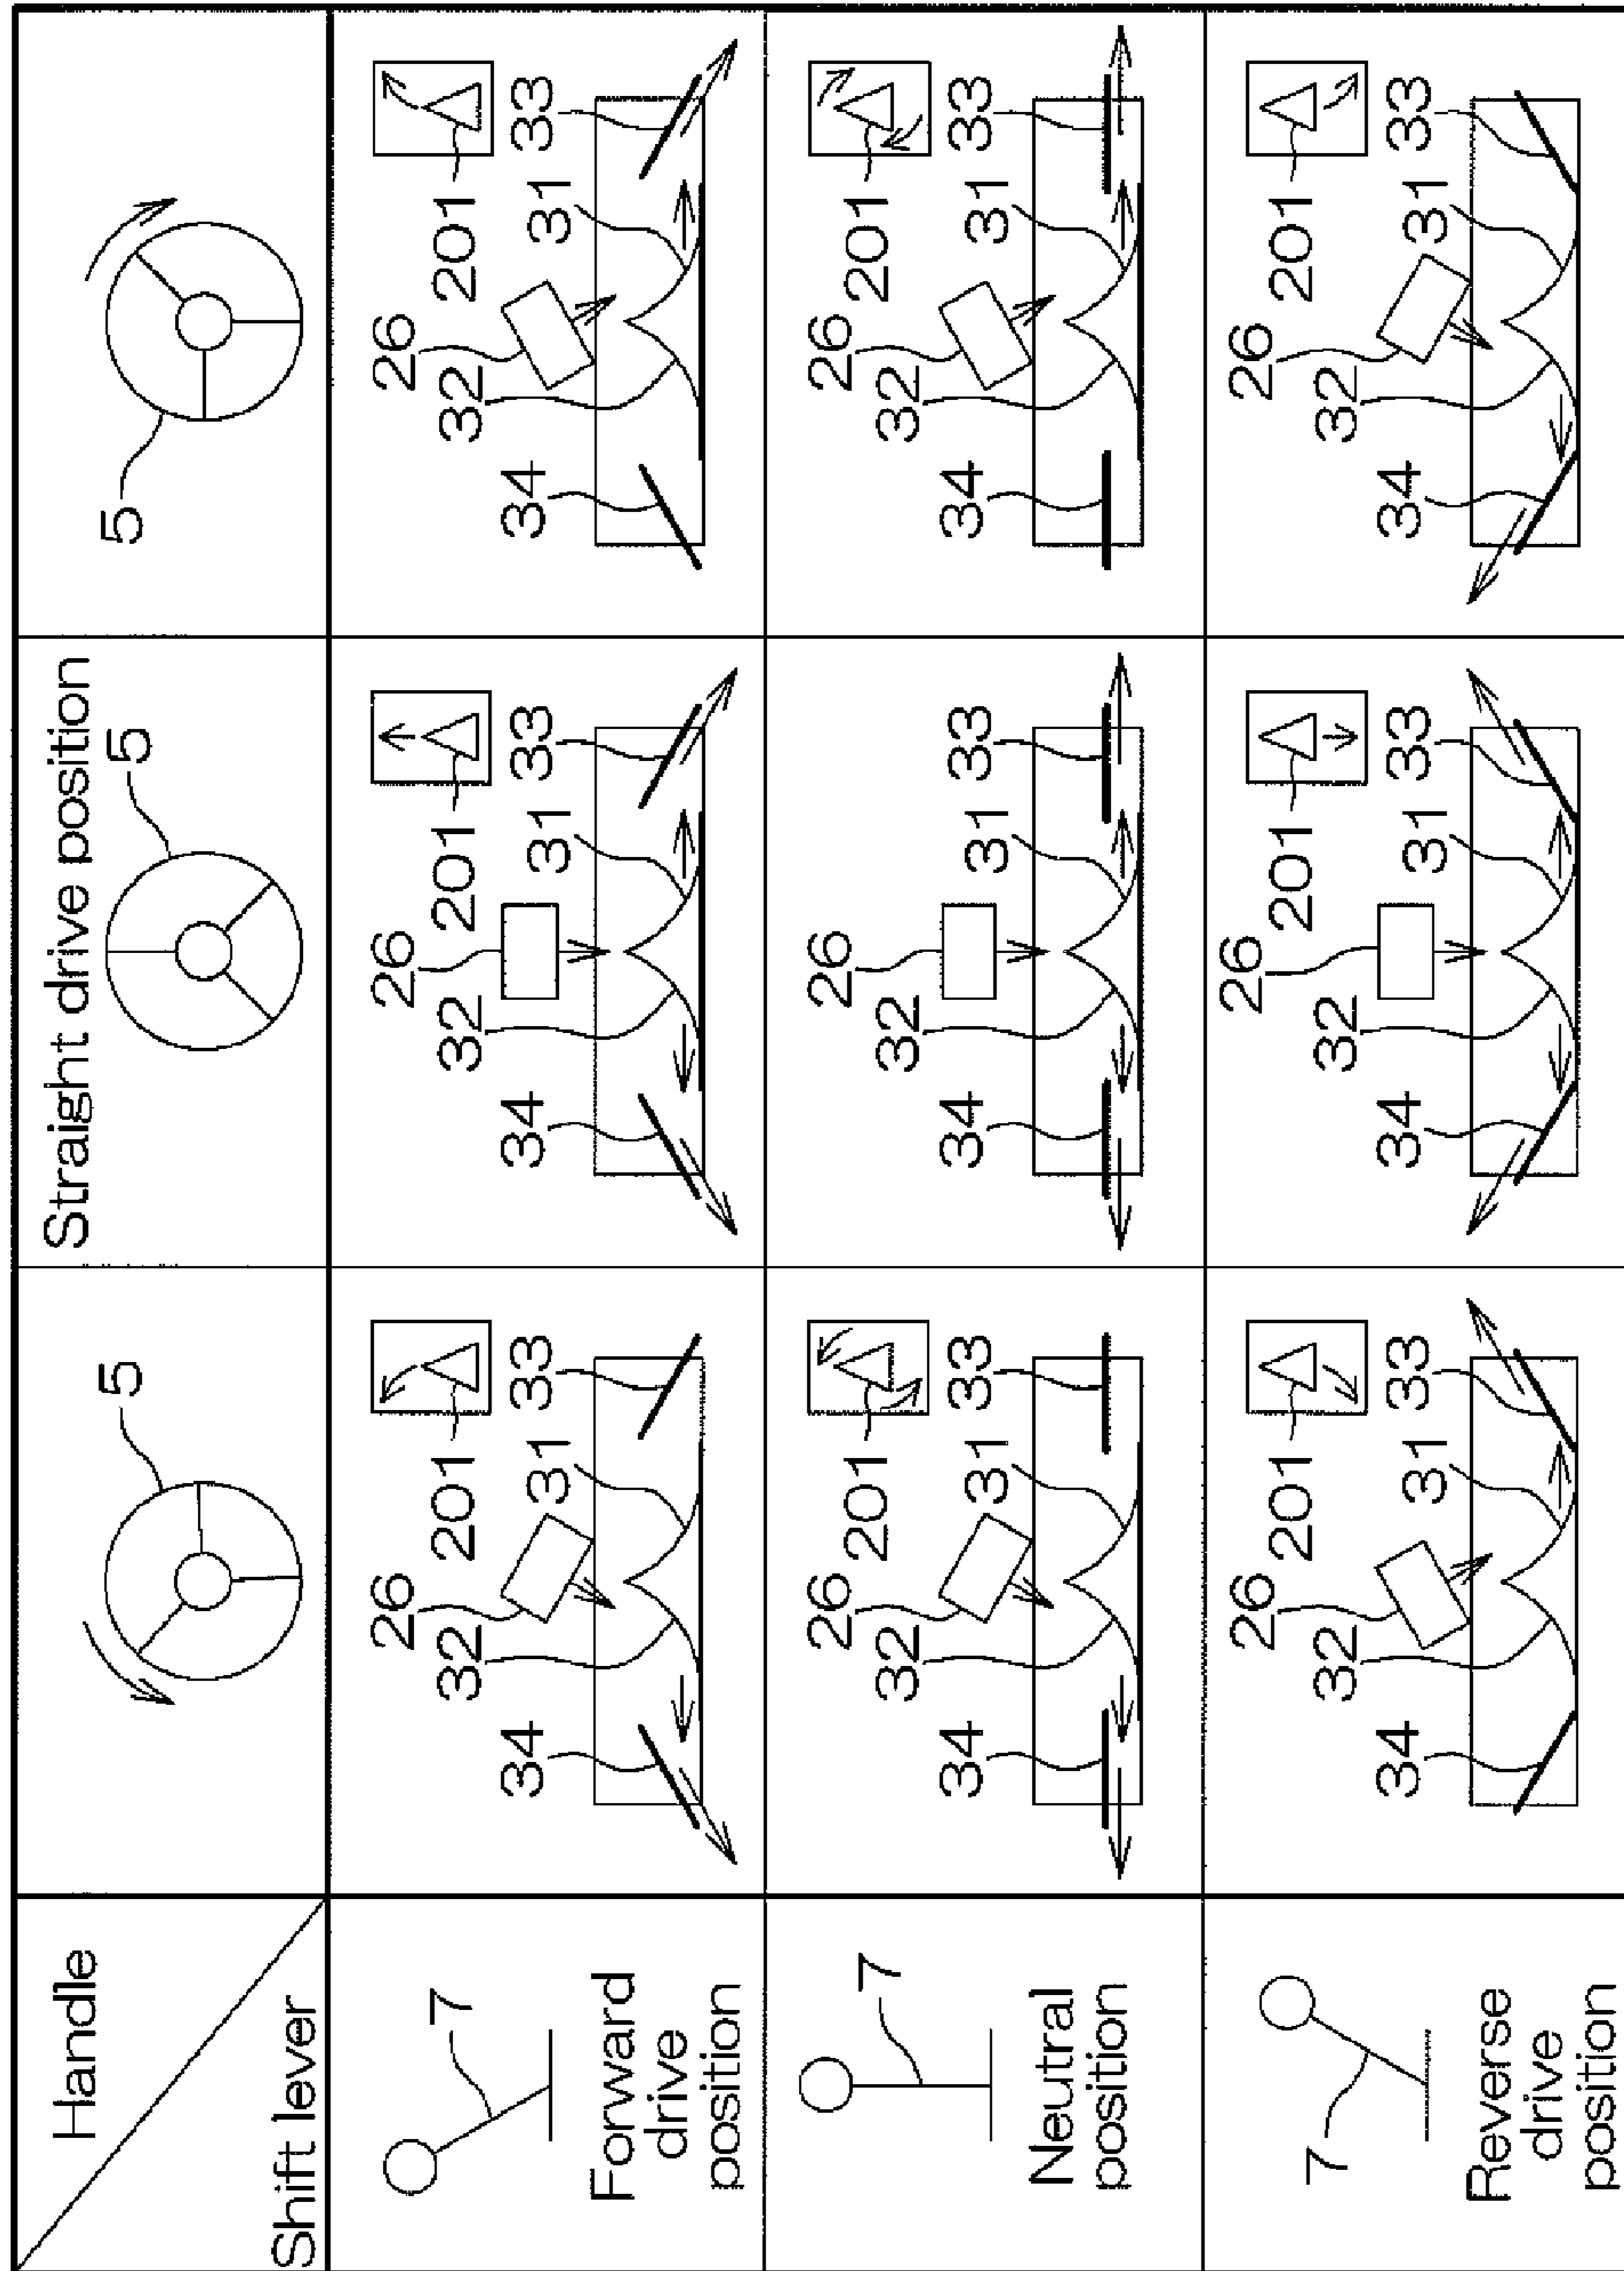 Handle
Shift lever
5
Straight drive position
5
5
7
Forward
drive
position
26
32 201
34 31 33
26
32 201
34 31 33
26
32 201
34 31 33
7
Neutral
position
26
32 201
34 31 33
26
32
34 31 33
26
32 201
34 31 33
7
Reverse
drive
position
26 201
32
34 31 33
26 201
32
34 31 33
26 201
32
34 31 33